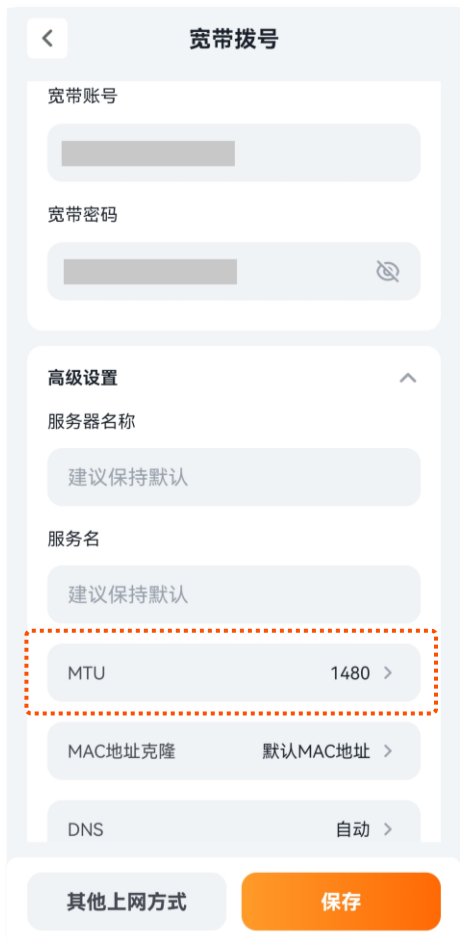 宽带拨号
宽带账号
宽带密码
高级设置
服务器名称
建议保持默认
服务名
建议保持默认
MTU 1480
MAC地址克隆 默认MAC地址
DNS 自动
其他上网方式 保存